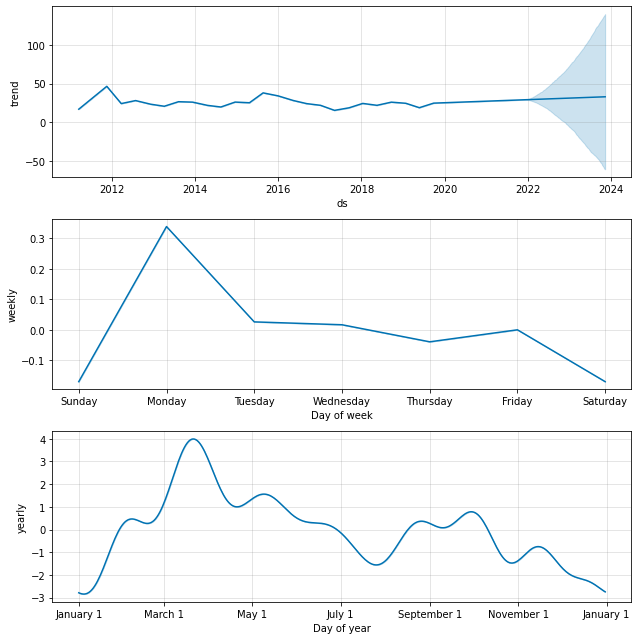 trend
100
50
0
−50
2012 2014 2016 2018 2020 2022 2024
ds
weekly
0.3
0.2
0.1
0.0
−0.1
Sunday Monday Tuesday Wednesday Thursday Friday Saturday
Day of week
yearly
4
3
2
1
0
−1
−2
−3
January 1 March 1 May 1 July 1 September 1 November 1 January 1
Day of year